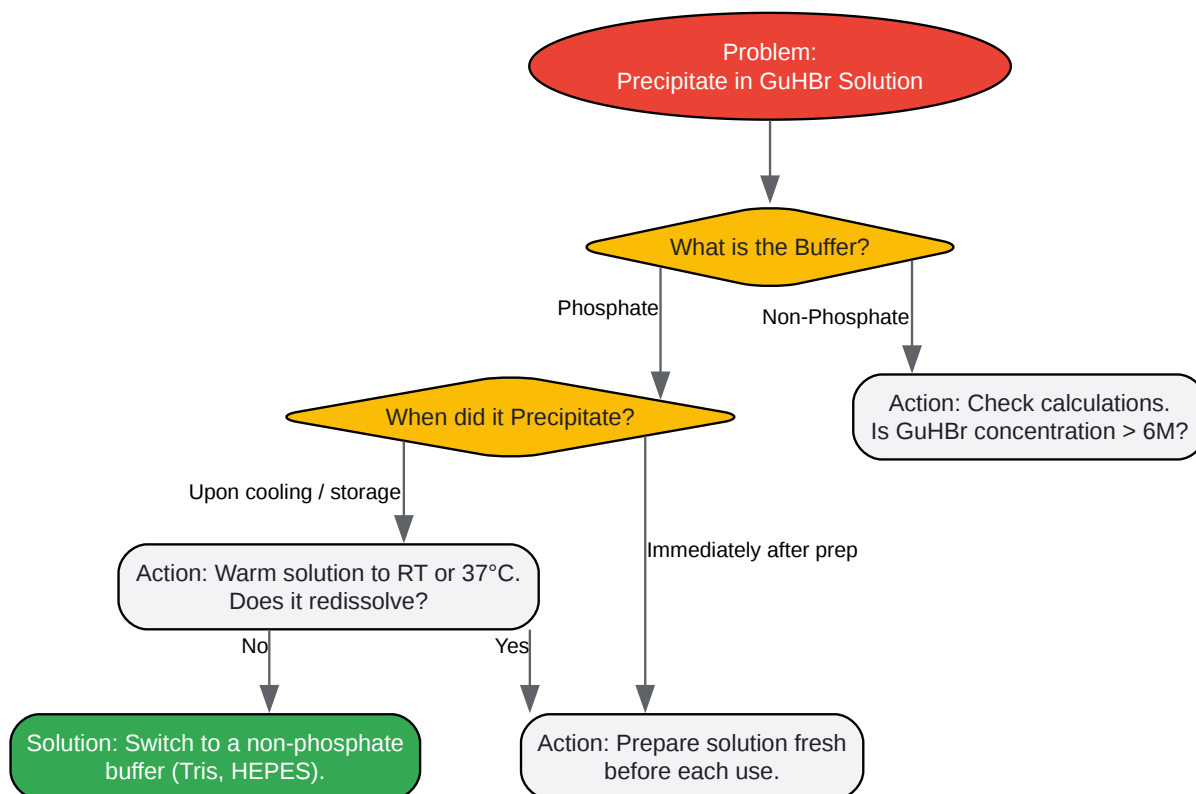 Problem:
Precipitate in GuHBr Solution
What is the Buffer?
Phosphate
Non-Phosphate
When did it Precipitate?
Action: Check calculations.
Is GuHBr concentration > 6M?
Upon cooling / storage
Immediately after prep
Action: Warm solution to RT or 37°C.
Does it redissolve?
No
Yes
Solution: Switch to a non-phosphate
buffer (Tris, HEPES).
Action: Prepare solution fresh
before each use.